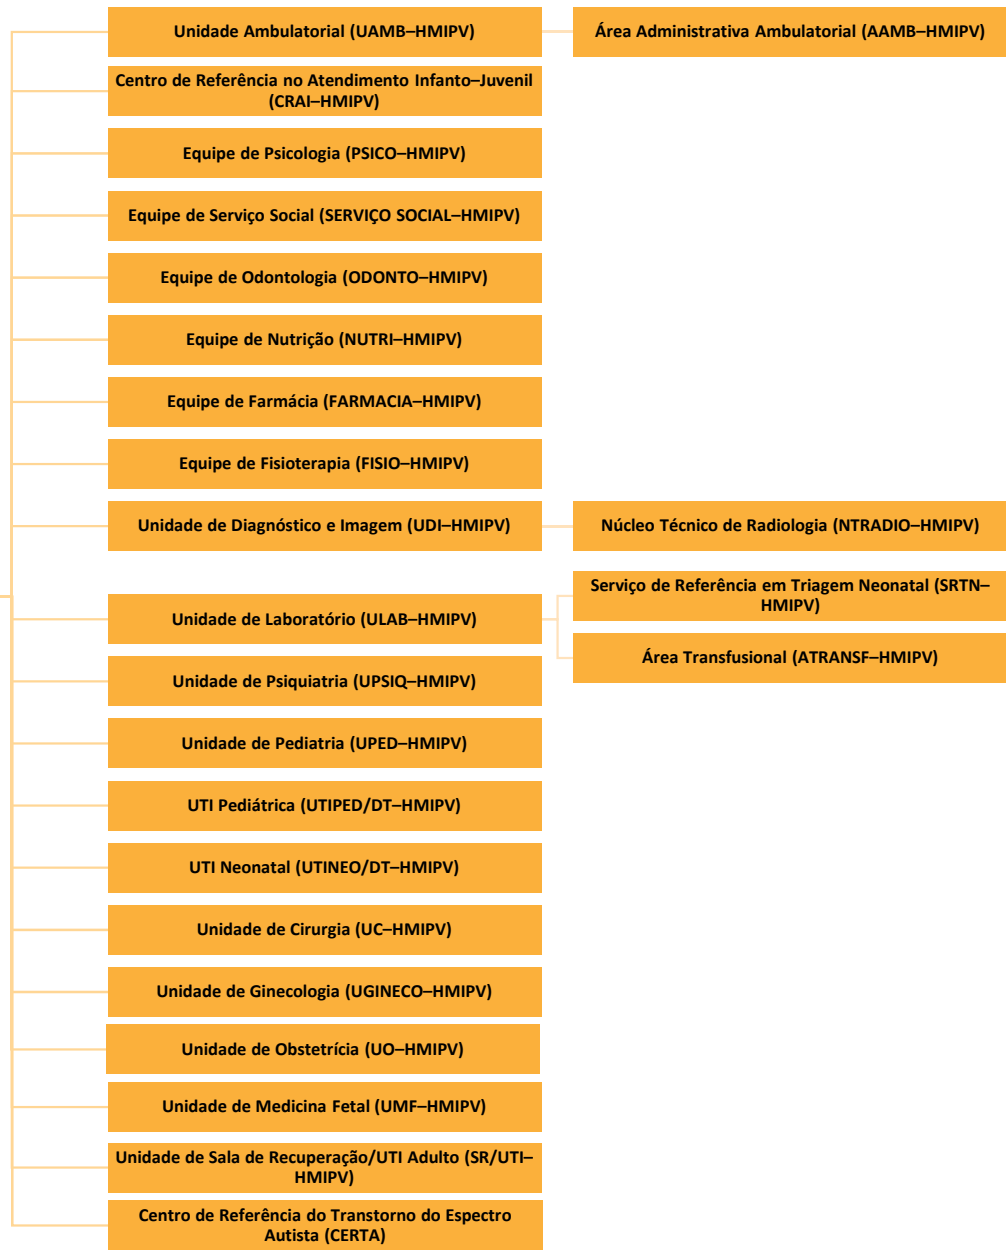 Unidade Ambulatorial (UAMB–HMIPV)
Área Administrativa Ambulatorial (AAMB–HMIPV)
Centro de Referência no Atendimento Infanto–Juvenil
(CRAI–HMIPV)
Equipe de Psicologia (PSICO–HMIPV)
Equipe de Serviço Social (SERVIÇO SOCIAL–HMIPV)
Equipe de Odontologia (ODONTO–HMIPV)
Equipe de Nutrição (NUTRI–HMIPV)
Equipe de Farmácia (FARMACIA–HMIPV)
Equipe de Fisioterapia (FISIO–HMIPV)
Unidade de Diagnóstico e Imagem (UDI–HMIPV)
Núcleo Técnico de Radiologia (NTRADIO–HMIPV)
Unidade de Laboratório (ULAB–HMIPV)
Serviço de Referência em Triagem Neonatal (SRTN–
HMIPV)
Área Transfusional (ATRANSF–HMIPV)
Unidade de Psiquiatria (UPSIQ–HMIPV)
Unidade de Pediatria (UPED–HMIPV)
UTI Pediátrica (UTIPED/DT–HMIPV)
UTI Neonatal (UTINEO/DT–HMIPV)
Unidade de Cirurgia (UC–HMIPV)
Unidade de Ginecologia (UGINECO–HMIPV)
Unidade de Obstetrícia (UO–HMIPV)
Unidade de Medicina Fetal (UMF–HMIPV)
Unidade de Sala de Recuperação/UTI Adulto (SR/UTI–
HMIPV)
Centro de Referência do Transtorno do Espectro
Autista (CERTA)